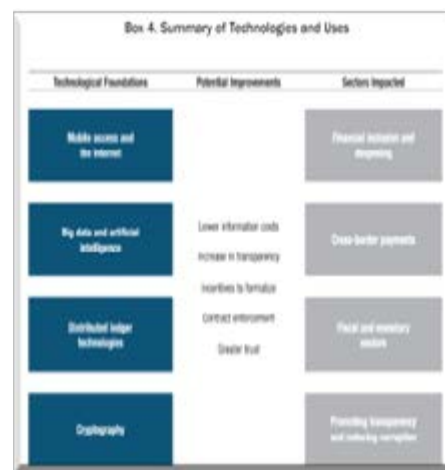 Box 4. Summary of Technologies and Uses
Technological Foundations
Potential Improvements
Sectors Impacted
Mobile access and
the internet
Big data and artificial
intelligence
Distributed ledger
technologies
Cryptography
Lower information costs
Increase in transparency
Incentives to formalize
Contract enforcement
Greater trust
Financial inclusion and
deepening
Cross-border payments
Fiscal and monetary
sectors
Promoting transparency
and reducing corruption